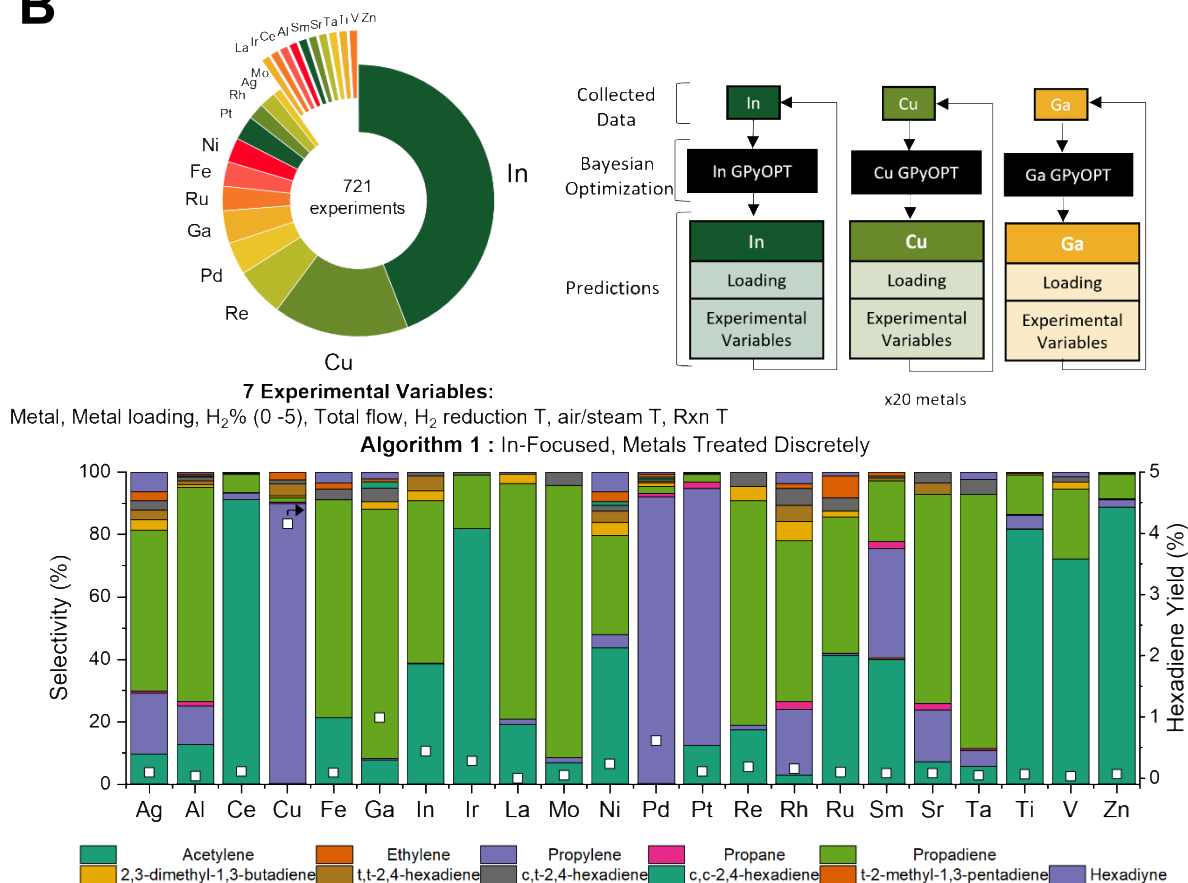 B
La Ir Ce Al Sm Sr Ta Ti V Zn
Mo
Ag
Rh
Pt
Ni
Fe
Ru
Ga
Pd
Re
Cu
In
721
experiments
Collected
Data
In
Cu
Ga
Bayesian
Optimization
In GPyOPT
Cu GPyOPT
Ga GPyOPT
Predictions
In
Cu
Ga
Loading
Loading
Loading
Experimental
Variables
Experimental
Variables
Experimental
Variables
x20 metals
7 Experimental Variables:
Metal, Metal loading, H₂% (0 -5), Total flow, H₂ reduction T, air/steam T, Rxn T
Algorithm 1 : In-Focused, Metals Treated Discretely
Selectivity (%)
100
80
60
40
20
0
Hexadiene Yield (%)
5
4
3
2
1
0
Ag Al Ce Cu Fe Ga In Ir La Mo Ni Pd Pt Re Rh Ru Sm Sr Ta Ti V Zn
Acetylene Ethylene Propylene Propane Propadiene
2,3-dimethyl-1,3-butadiene t,t-2,4-hexadiene c,t-2,4-hexadiene c,c-2,4-hexadiene t-2-methyl-1,3-pentadiene Hexadiyne